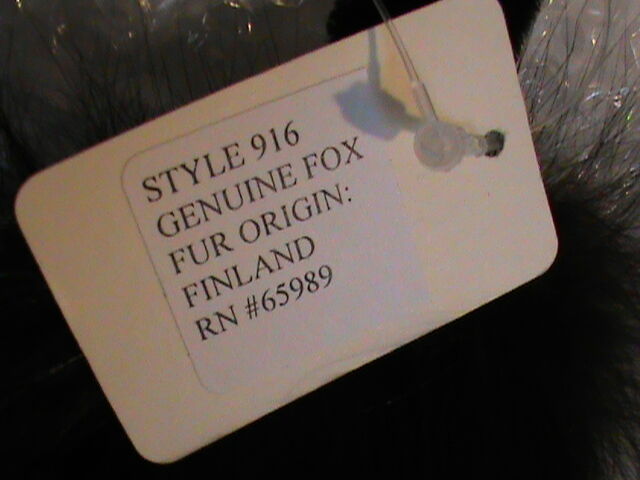 STYLE 916
GENUINE FOX
FUR ORIGIN:
FINLAND
RN #65989